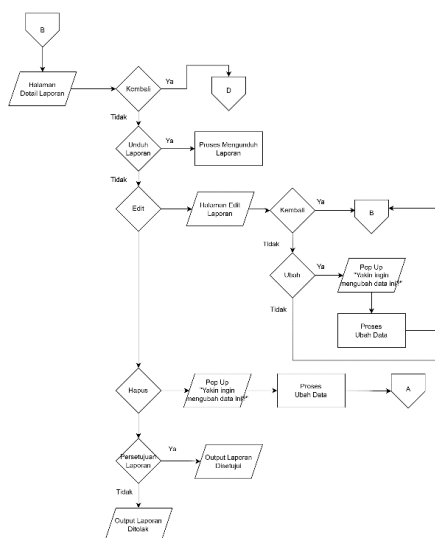 B
Halaman
Detail Laporan
Kembali
Ya
D
Tidak
Unduh
Laporan
Ya
Proses Mengunduh
Laporan
Tidak
Edit
Halaman Edit
Laporan
Kembali
Ya
B
Tidak
Ubah
Ya
Pop Up
"Yakin ingin
mengubah data ini?"
Tidak
Proses
Ubah Data
Hapus
Pop Up
"Yakin ingin
mengubah data ini?"
Proses
Ubah Data
A
Persetujuan
Laporan
Ya
Output Laporan
Disetujui
Tidak
Output Laporan
Ditolak